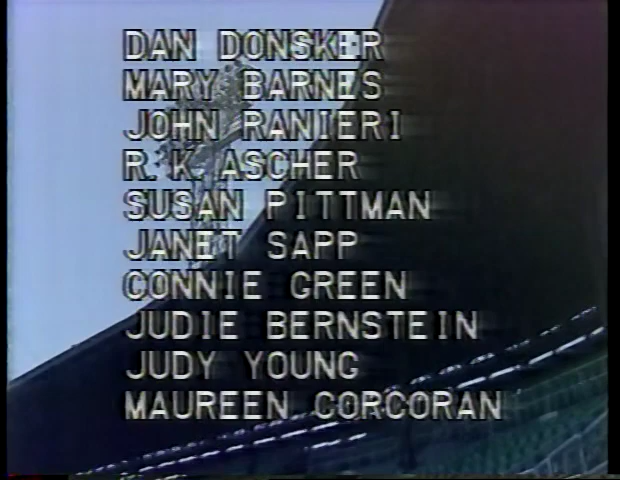 DAN DONSKER
MARY BARNES
JOHN RANIERI
R. K. ASCHER
SUSAN PITTMAN
JANET SAPP
CONNIE GREEN
JUDIE BERNSTEIN
JUDY YOUNG
MAUREEN CORCORAN